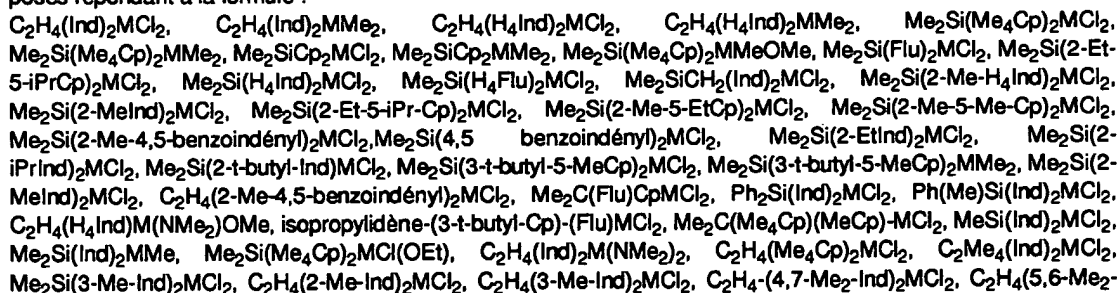 posés répondant à la formule :
C2H4(Ind)2MCl2, C2H4(Ind)2MMe2, C2H4(H4Ind)2MCl2, C2H4(H4Ind)2MMe2, Me2Si(Me4Cp)2MCl2,
Me2Si(Me4Cp)2MMe2, Me2SiCp2MCl2, Me2SiCp2MMe2, Me2Si(Me4Cp)2MMeOMe, Me2Si(Flu)2MCl2, Me2Si(2-Et-
5-iPrCp)2MCl2, Me2Si(H4Ind)2MCl2, Me2Si(H4Flu)2MCl2, Me2SiCH2(Ind)2MCl2, Me2Si(2-Me-H4Ind)2MCl2,
Me2Si(2-MeInd)2MCl2, Me2Si(2-Et-5-iPr-Cp)2MCl2, Me2Si(2-Me-5-EtCp)2MCl2, Me2Si(2-Me-5-Me-Cp)2MCl2,
Me2Si(2-Me-4,5-benzoindényl)2MCl2,Me2Si(4,5 benzoindényl)2MCl2, Me2Si(2-EtInd)2MCl2, Me2Si(2-
iPrInd)2MCl2, Me2Si(2-t-butyl-Ind)MCl2, Me2Si(3-t-butyl-5-MeCp)2MCl2, Me2Si(3-t-butyl-5-MeCp)2MMe2, Me2Si(2-
MeInd)2MCl2, C2H4(2-Me-4,5-benzoindényl)2MCl2, Me2C(Flu)CpMCl2, Ph2Si(Ind)2MCl2, Ph(Me)Si(Ind)2MCl2,
C2H4(H4Ind)M(NMe2)OMe, isopropylidène-(3-t-butyl-Cp)-(Flu)MCl2, Me2C(Me4Cp)(MeCp)-MCl2, MeSi(Ind)2MCl2,
Me2Si(Ind)2MMe, Me2Si(Me4Cp)2MCl(OEt), C2H4(Ind)2M(NMe2)2, C2H4(Me4Cp)2MCl2, C2Me4(Ind)2MCl2,
Me2Si(3-Me-Ind)2MCl2, C2H4(2-Me-Ind)2MCl2, C2H4(3-Me-Ind)2MCl2, C2H4-(4,7-Me2-Ind)2MCl2, C2H4(5,6-Me2-